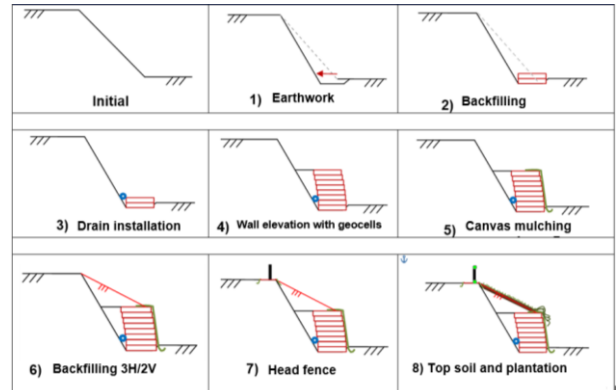 Initial
1) Earthwork
2) Backfilling
3) Drain installation
4) Wall elevation with geocells
5) Canvas mulching
6) Backfilling 3H/2V
7) Head fence
8) Top soil and plantation